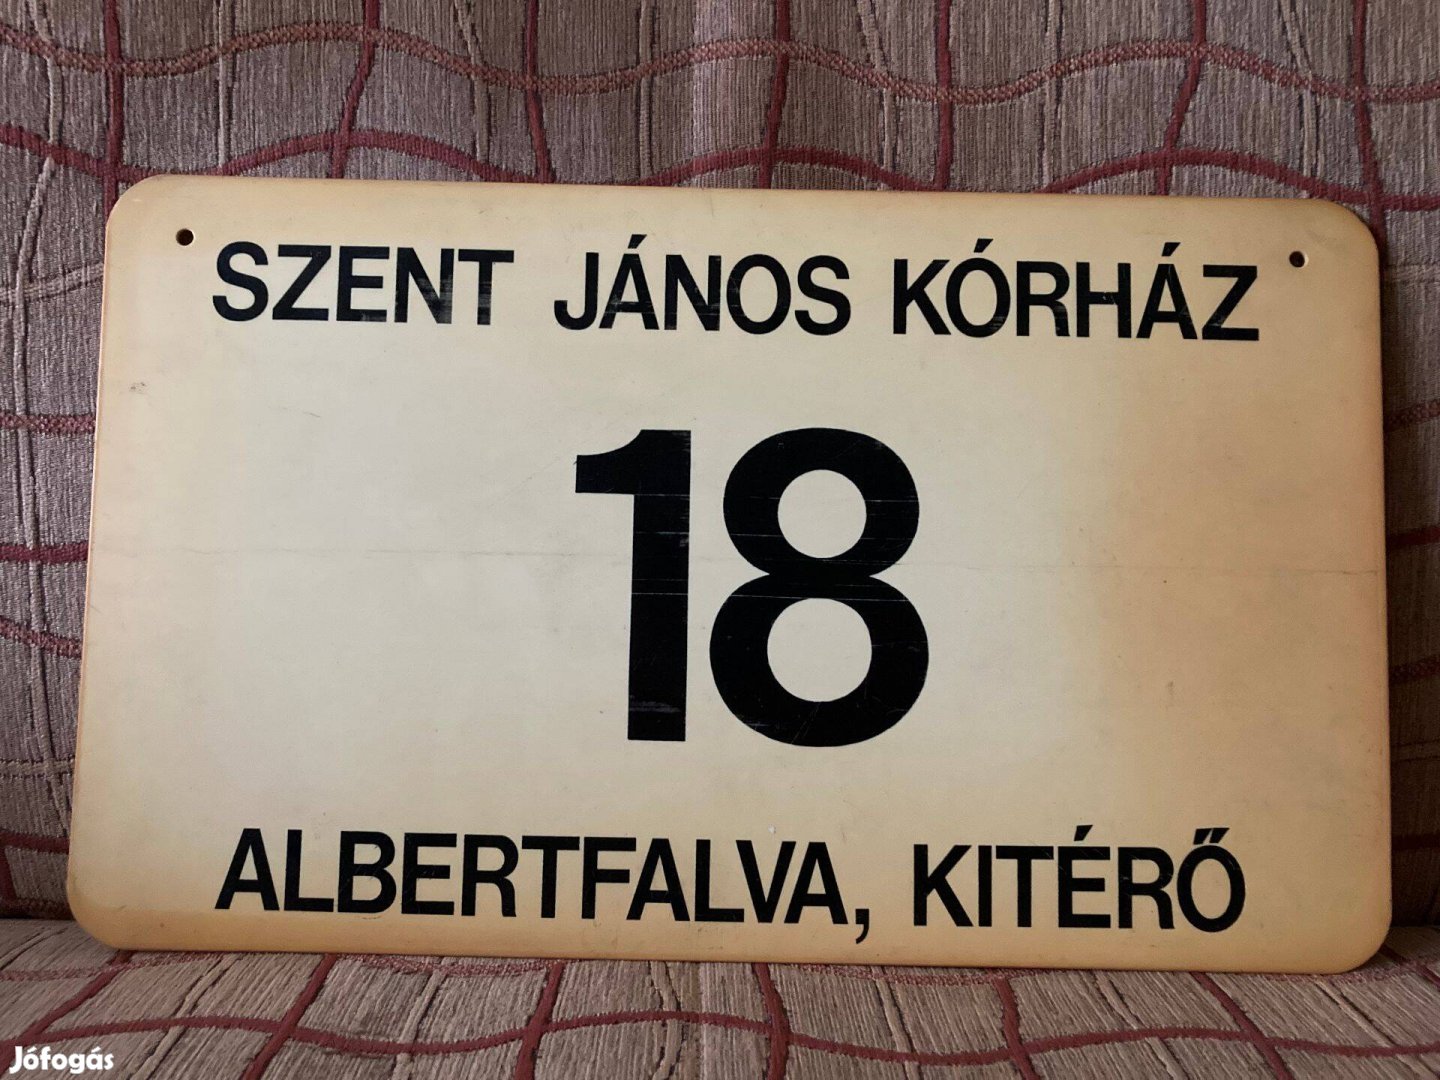 SZENT JÁNOS KÓRHÁZ
18
ALBERTFALVA, KITÉRŐ
Jófogás